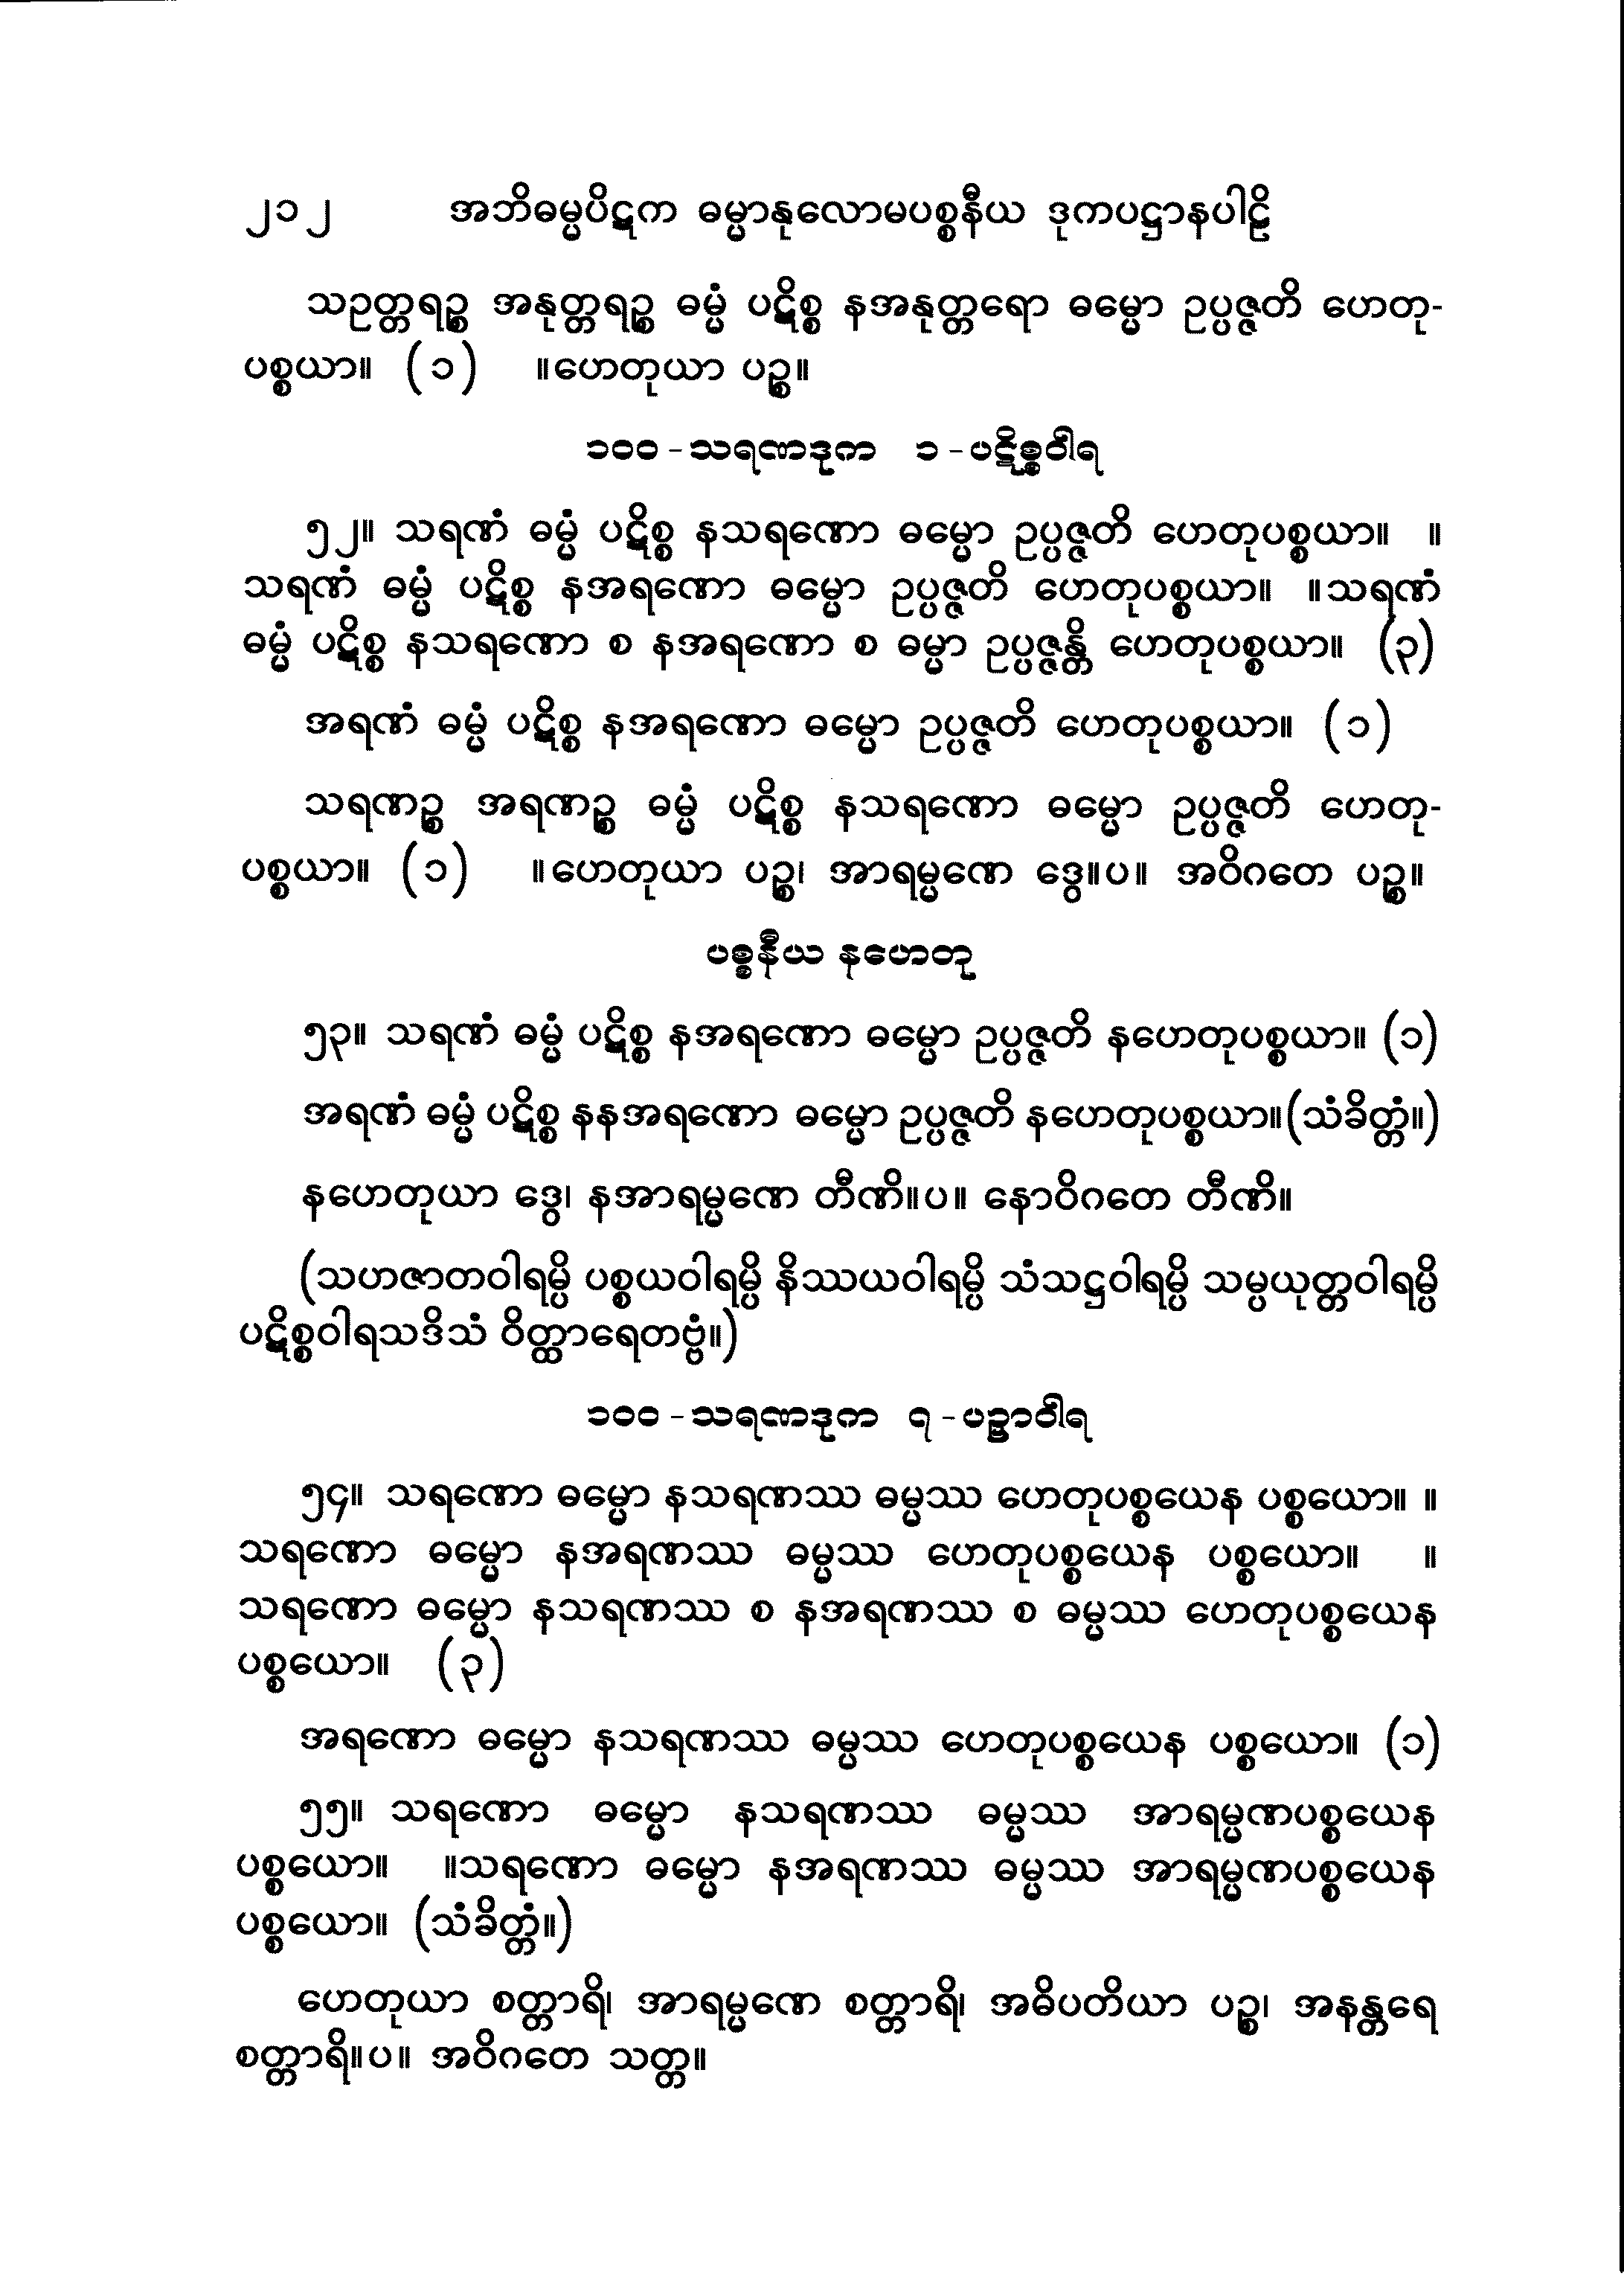 ၂၁၂ အဘိဓမ္မပိဋက ဓမ္မာနုလောမပစ္စနီယ ဒုကပဋ္ဌာနပါဠိ
သဥတ္တရဉ္စ အနုတ္တရဉ္စ ဓမ္မံ ပဋိစ္စ နအနုတ္တရော ဓမ္မော ဥပ္ပဇ္ဇတိ ဟေတု-
ပစ္စယာ။ (၁) ။ဟေတုယာ ပဉ္စ။
၁၀၀-သရဏဒုက ၁-ပဋိစ္စဝါရ
၅၂။ သရဏံ ဓမ္မံ ပဋိစ္စ နသရဏော ဓမ္မော ဥပ္ပဇ္ဇတိ ဟေတုပစ္စယာ။ ။
သရဏံ ဓမ္မံ ပဋိစ္စ နအရဏော ဓမ္မော ဥပ္ပဇ္ဇတိ ဟေတုပစ္စယာ။ ။သရဏံ
ဓမ္မံ ပဋိစ္စ နသရဏော စ နအရဏော စ ဓမ္မာ ဥပ္ပဇ္ဇန္တိ ဟေတုပစ္စယာ။ (၃)
အရဏံ ဓမ္မံ ပဋိစ္စ နအရဏော ဓမ္မော ဥပ္ပဇ္ဇတိ ဟေတုပစ္စယာ။ (၁)
သရဏဉ္စ အရဏဉ္စ ဓမ္မံ ပဋိစ္စ နသရဏော ဓမ္မော ဥပ္ပဇ္ဇတိ ဟေတု-
ပစ္စယာ။ (၁) ။ဟေတုယာ ပဉ္စ၊ အာရမ္မဏေ ဒွေ။ပ။ အဝိဂတေ ပဉ္စ။
ပစ္စနီယ နဟေတု
၅၃။ သရဏံ ဓမ္မံ ပဋိစ္စ နအရဏော ဓမ္မော ဥပ္ပဇ္ဇတိ နဟေတုပစ္စယာ။ (၁)
အရဏံ ဓမ္မံ ပဋိစ္စ နနအရဏော ဓမ္မော ဥပ္ပဇ္ဇတိ နဟေတုပစ္စယာ။(သံခိတ္တံ။)
နဟေတုယာ ဒွေ၊ နအာရမ္မဏေ တီဏိ။ပ။ နောဝိဂတေ တီဏိ။
(သဟဇာတဝါရမ္ပိ ပစ္စယဝါရမ္ပိ နိဿယဝါရမ္ပိ သံသဋ္ဌဝါရမ္ပိ သမ္ပယုတ္တဝါရမ္ပိ
ပဋိစ္စဝါရသဒိသံ ဝိတ္ထာရေတဗ္ဗံ။)
၁၀၀-သရဏဒုက ၇-ပဉှာဝါရ
၅၄။ သရဏော ဓမ္မော နသရဏဿ ဓမ္မဿ ဟေတုပစ္စယေန ပစ္စယော။ ။
သရဏော ဓမ္မော နအရဏဿ ဓမ္မဿ ဟေတုပစ္စယေန ပစ္စယော။ ။
သရဏော ဓမ္မော နသရဏဿ စ နအရဏဿ စ ဓမ္မဿ ဟေတုပစ္စယေန
ပစ္စယော။ (၃)
အရဏော ဓမ္မော နသရဏဿ ဓမ္မဿ ဟေတုပစ္စယေန ပစ္စယော။ (၁)
၅၅။ သရဏော ဓမ္မော နသရဏဿ ဓမ္မဿ အာရမ္မဏပစ္စယေန
ပစ္စယော။ ။သရဏော ဓမ္မော နအရဏဿ ဓမ္မဿ အာရမ္မဏပစ္စယေန
ပစ္စယော။ (သံခိတ္တံ။)
ဟေတုယာ စတ္တာရိ၊ အာရမ္မဏေ စတ္တာရိ၊ အဓိပတိယာ ပဉ္စ၊ အနန္တရေ
စတ္တာရိ။ပ။ အဝိဂတေ သတ္တ။